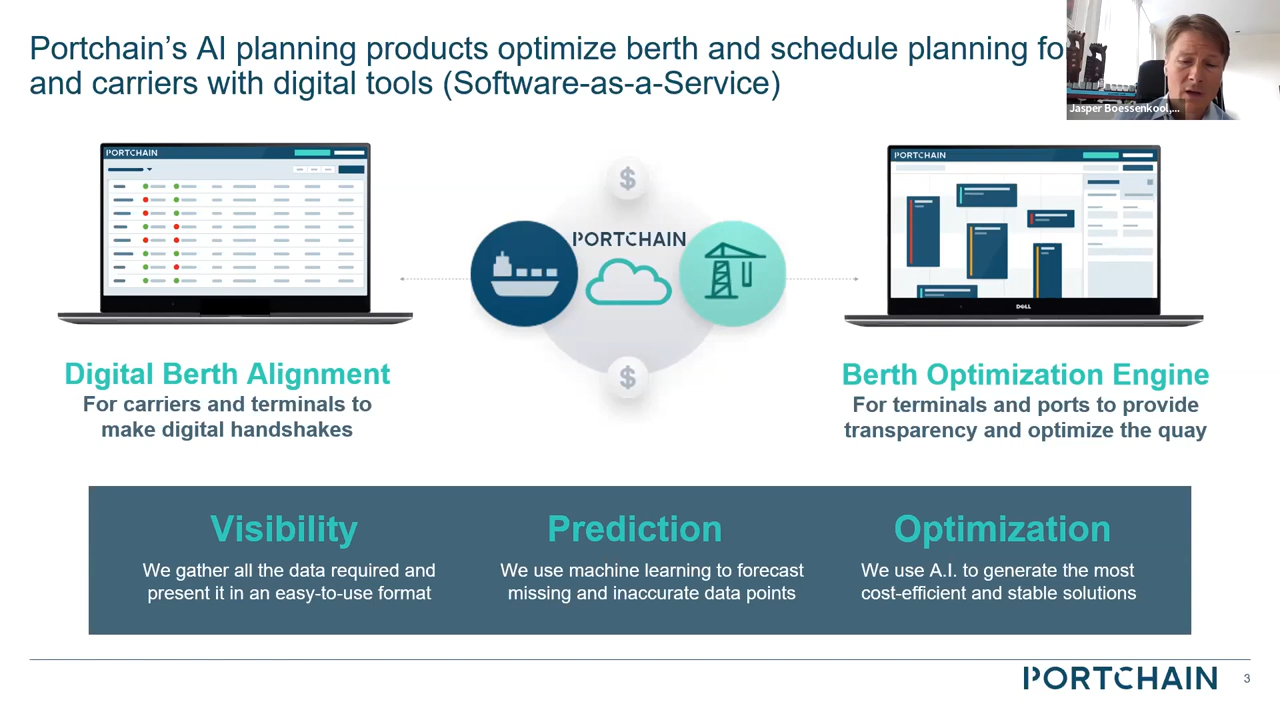 Portchain’s AI planning products optimize berth and schedule planning fo
and carriers with digital tools (Software-as-a-Service)
Jasper Boessenkool,...
PORTCHAIN
PORTCHAIN
PORTCHAIN
DELL
Digital Berth Alignment
For carriers and terminals to
make digital handshakes
Berth Optimization Engine
For terminals and ports to provide
transparency and optimize the quay
$
$
Visibility
We gather all the data required and
present it in an easy-to-use format
Prediction
We use machine learning to forecast
missing and inaccurate data points
Optimization
We use A.I. to generate the most
cost-efficient and stable solutions
PORTCHAIN
3